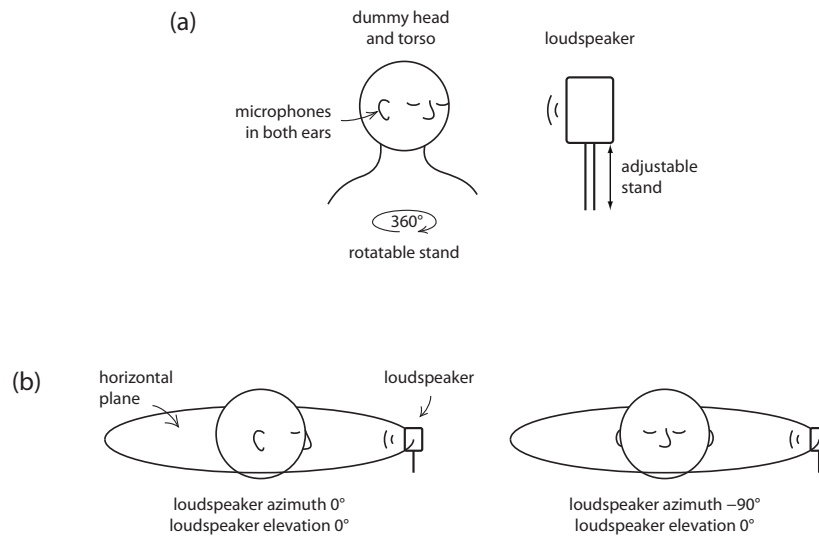 (a)
dummy head
and torso
loudspeaker
microphones
in both ears
adjustable
stand
360°
rotatable stand
(b)
horizontal
plane
loudspeaker
loudspeaker azimuth 0°
loudspeaker elevation 0°
loudspeaker azimuth –90°
loudspeaker elevation 0°